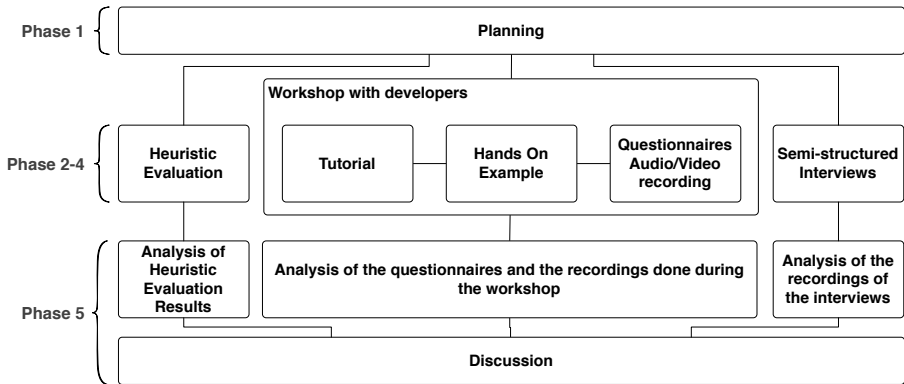 Phase 1
Planning
Workshop with developers
Phase 2-4
Heuristic
Evaluation
Tutorial
Hands On
Example
Questionnaires
Audio/Video
recording
Semi-structured
Interviews
Phase 5
Analysis of
Heuristic
Evaluation
Results
Analysis of the questionnaires and the recordings done during
the workshop
Analysis of the
recordings of
the interviews
Discussion